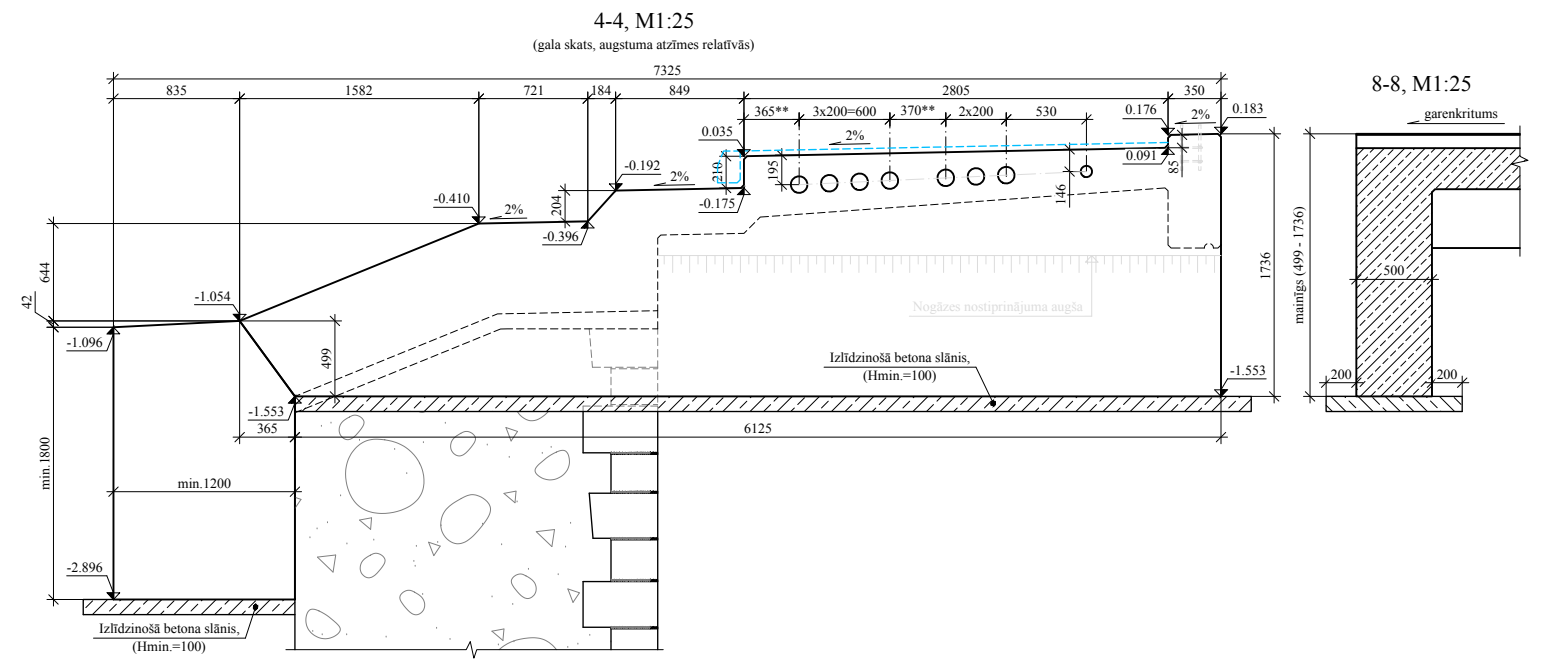 4-4, M1:25
(gala skats, augstuma atzīmes relatīvās)
7325
835 1582 721 184 849 2805 350
365** 3x200=600 370** 2x200 530
0.176 2% 0.183
0.035 2%
0.091 85
210 195 146
-0.192
2%
-0.175
-0.410 2%
204
-0.396
644
42
-1.054
-1.096
499
-1.553
365 6125
min.1800
min.1200
-2.896
Izlīdzinošā betona slānis,
(Hmin.=100)
Nogāzes nostiprinājuma augša
Izlīdzinošā betona slānis,
(Hmin.=100)
-1.553
1736
8-8, M1:25
garenkritums
mainīgs (499 - 1736)
500
200 200